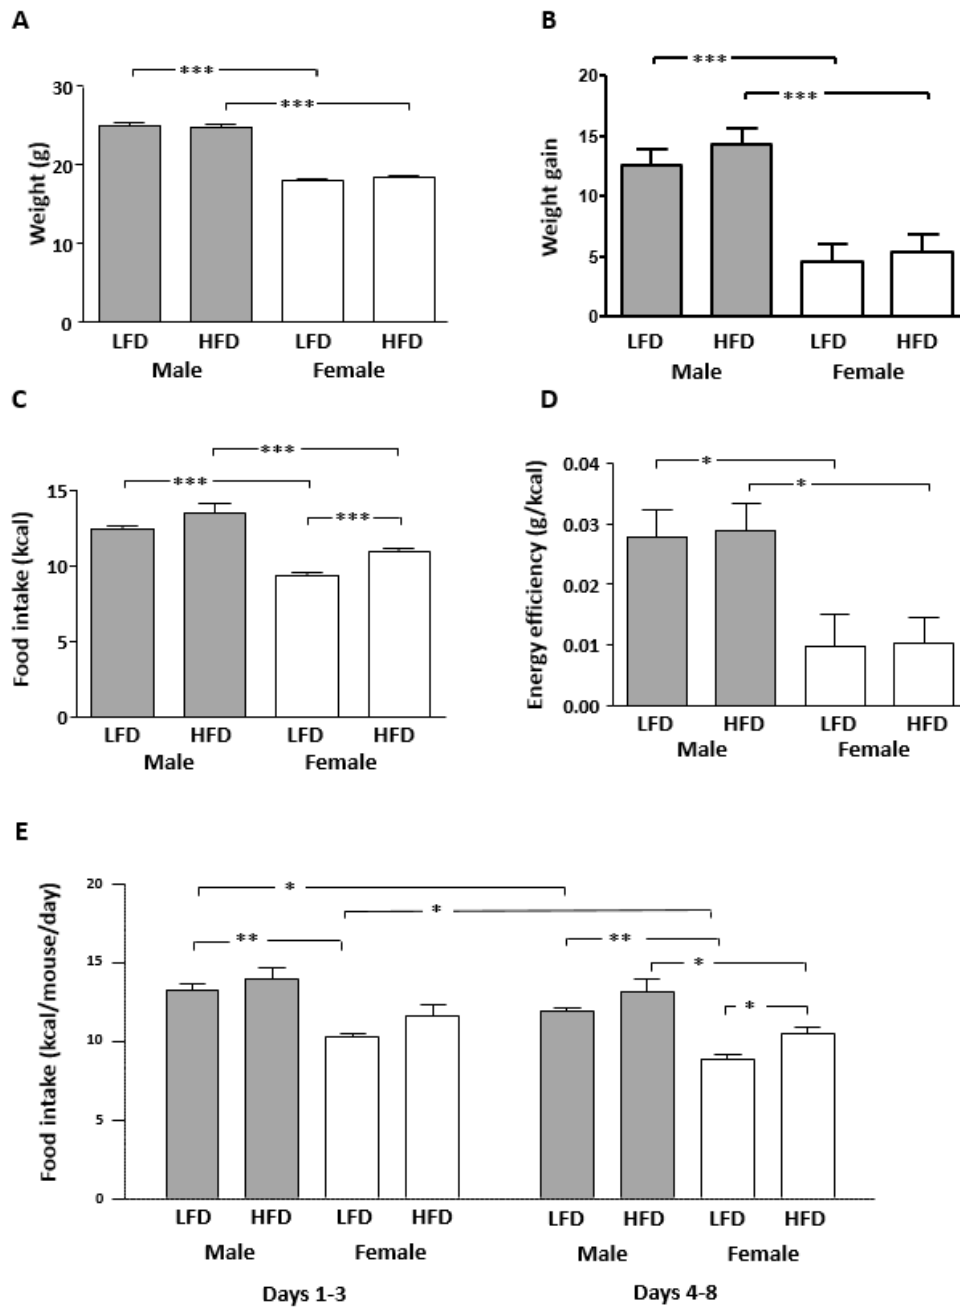 A
***
***
30
20
10
0
Weight (g)
LFD HFD LFD HFD
Male Female
B
***
***
20
15
10
5
0
Weight gain
LFD HFD LFD HFD
Male Female
C
***
***
***
15
10
5
0
Food intake (kcal)
LFD HFD LFD HFD
Male Female
D
*
*
0.04
0.03
0.02
0.01
0.00
Energy efficiency (g/kcal)
LFD HFD LFD HFD
Male Female
E
*
*
** **
*
*
20
15
10
5
0
Food intake (kcal/mouse/day)
LFD HFD LFD HFD LFD HFD LFD HFD
Male Female Male Female
Days 1-3 Days 4-8